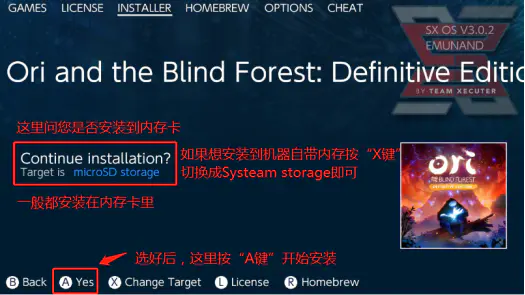 GAMES LICENSE INSTALLER HOMEBREW OPTIONS CHEAT
SX OS V3.0.2
EMUNAND
Ori and the Blind Forest: Definitive Editio
BY TEAM XECUTER
这里问您是否安装到内存卡
Continue installation?
Target is microSD storage
如果想安装到机器自带内存按“X键”
切换成Systeam storage即可
一般都安装在内存卡里
ori
AND THE BLIND FOREST
选好后，这里按“A键”开始安装
B Back A Yes X Change Target L License R Homebrew